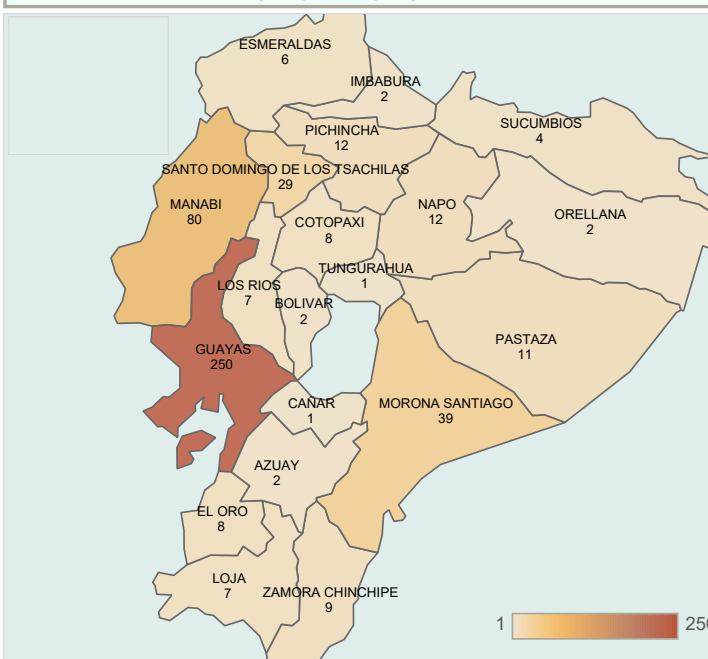 ESMERALDAS
6
IMBABURA
2
SUCUMBIOS
4
PICHINCHA
12
SANTO DOMINGO DE LOS TSACHILAS
29
MANABI
80
NAPO
12
ORELLANA
2
COTOPAXI
8
TUNGURAHUA
1
LOS RIOS
7
BOLIVAR
2
PASTAZA
11
GUAYAS
250
CAÑAR
1
MORONA SANTIAGO
39
AZUAY
2
EL ORO
8
LOJA
7
ZAMORA CHINCHIPE
9
1